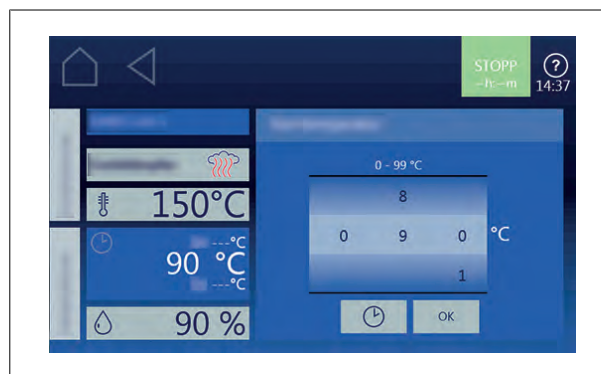 STOPP
--h:--m
?
14:37
0 - 99 °C
150°C
---°C
90 °C
---°C
90 %
8
0 9 0 °C
1
OK